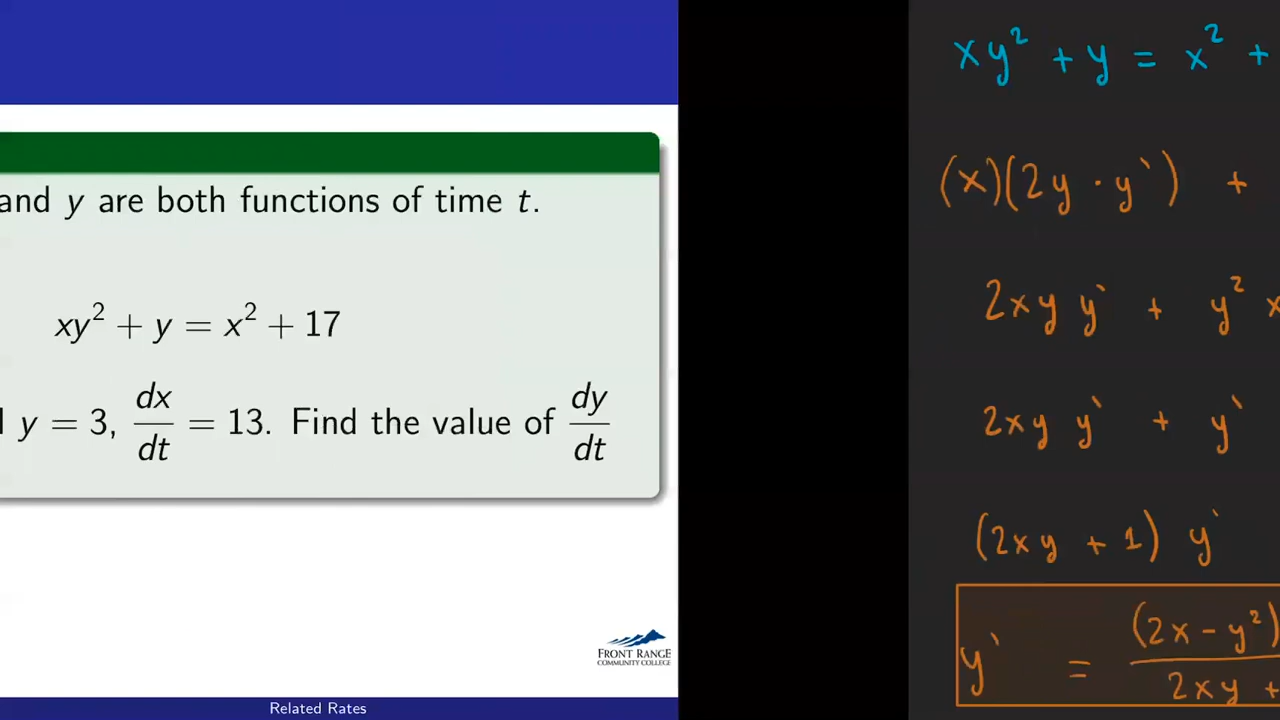 and y are both functions of time t.
xy² + y = x² + 17
y = 3, dx/dt = 13. Find the value of dy/dt
FRONT RANGE
COMMUNITY COLLEGE
Related Rates
xy² + y = x² +
(x)(2y · y`) +
2xy y` + y²
2xy y` + y`
(2xy + 1) y`
y` = (2x - y²)/2xy +